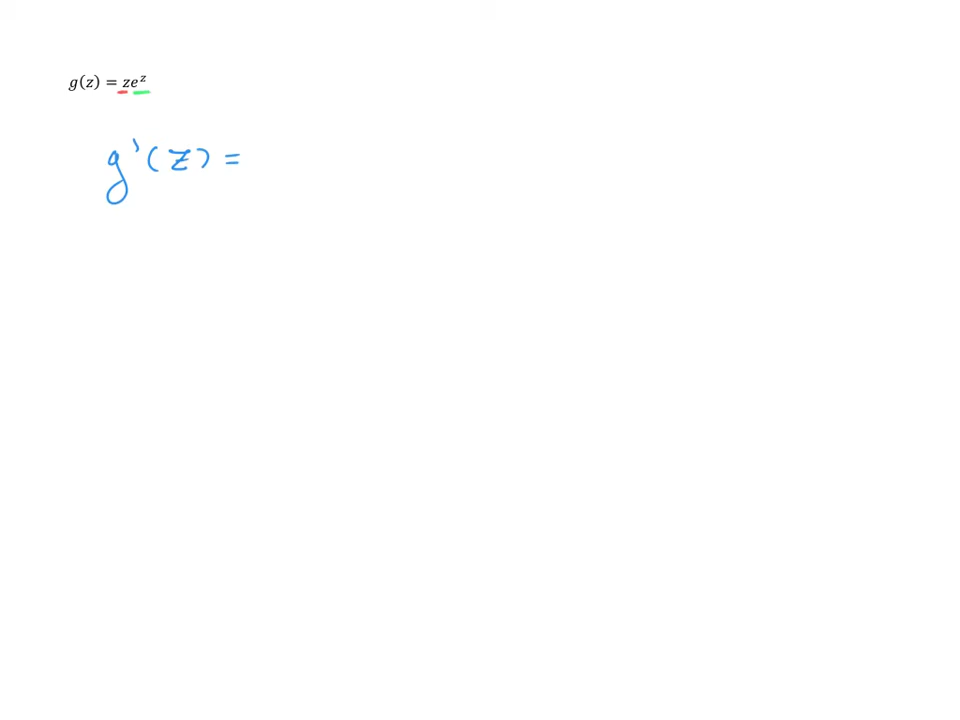 g(z) = ze^z
g'(z) =